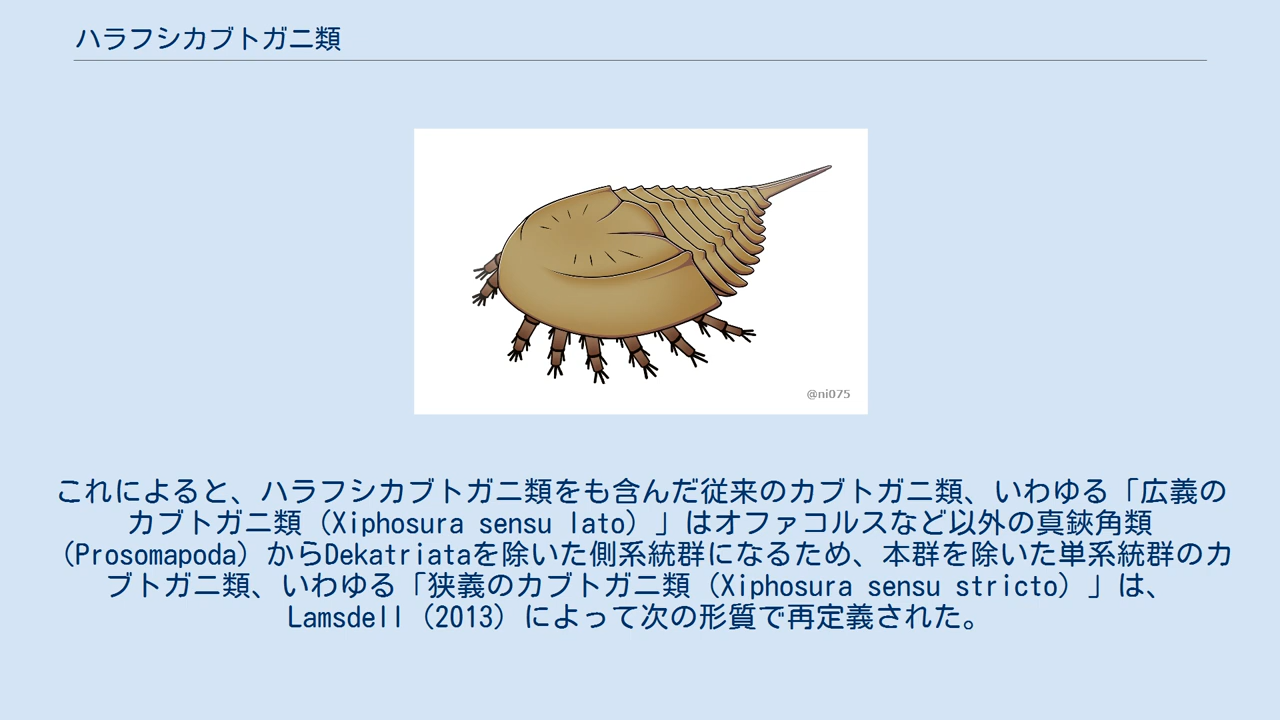 ハラフシカブトガニ類
@ni075
これによると、ハラフシカブトガニ類をも含んだ従来のカブトガニ類、いわゆる「広義の
カブトガニ類（Xiphosura sensu lato）」はオファコルスなど以外の真鋏角類
（Prosomapoda）からDekatriataを除いた側系統群になるため、本群を除いた単系統群のカ
ブトガニ類、いわゆる「狭義のカブトガニ類（Xiphosura sensu stricto）」は、
Lamsdell（2013）によって次の形質で再定義された。